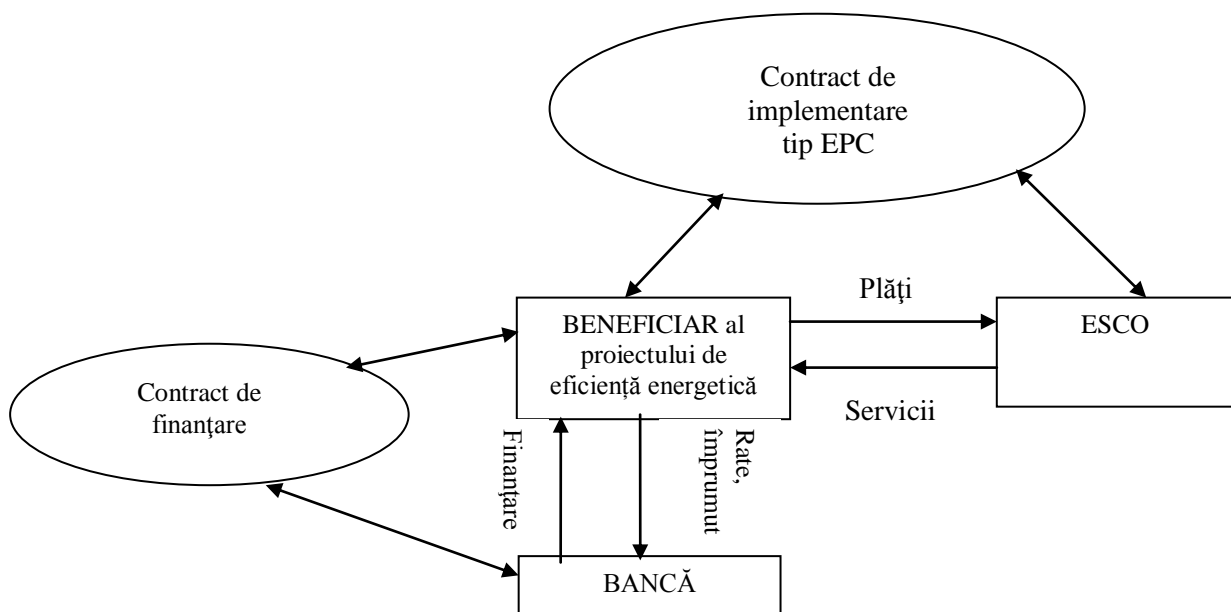 Contract de
implementare
tip EPC
Plăţi
BENEFICIAR al
proiectului de
eficiență energetică
ESCO
Servicii
Contract de
finanţare
Finanţare
Rate,
împrumut
BANCĂ